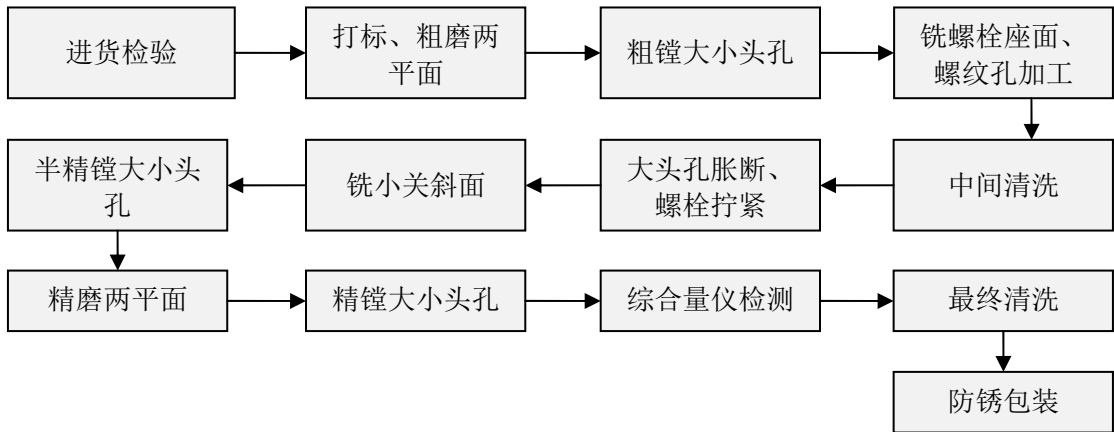 进货检验
打标、粗磨两
平面
粗镗大小头孔
铣螺栓座面、
螺纹孔加工
中间清洗
大头孔胀断、
螺栓拧紧
铣小关斜面
半精镗大小头
孔
精磨两平面
精镗大小头孔
综合量仪检测
最终清洗
防锈包装